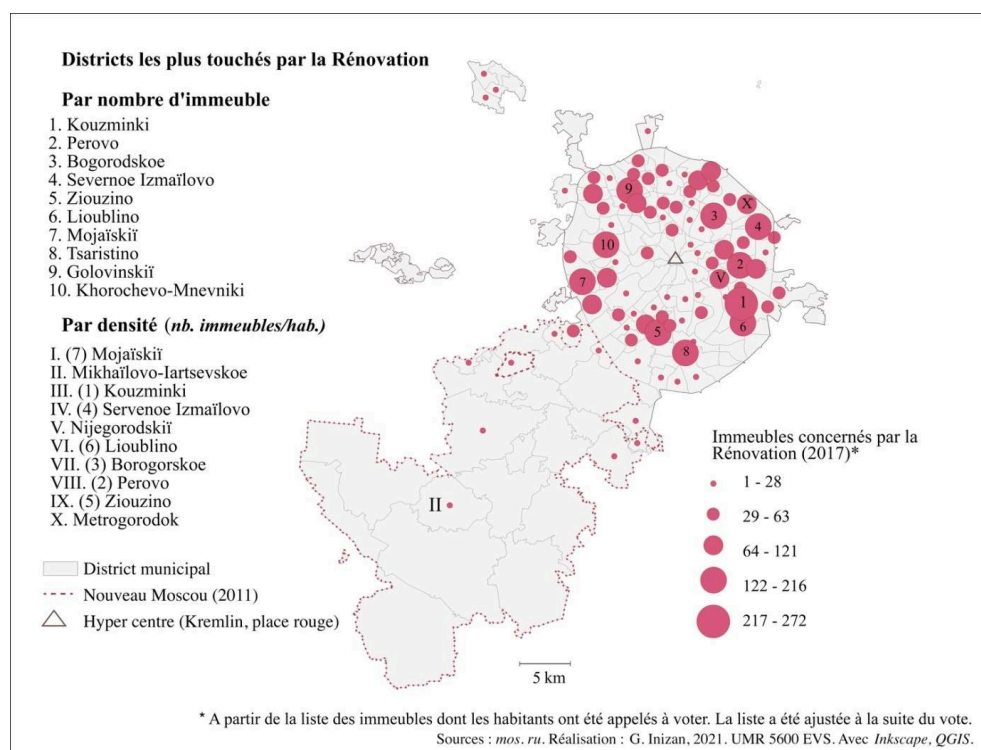 Districts les plus touchés par la Rénovation
Par nombre d'immeuble
1. Kouzminki
2. Perovo
3. Bogorodskoe
4. Severnoe Izmaïlovo
5. Ziouzino
6. Lioublino
7. Mojaïskiï
8. Tsaristino
9. Golovinskiï
10. Khorochevo-Mnevniki
Par densité (nb. immeubles/hab.)
I. (7) Mojaïskiï
II. Mikhaïlovo-Iartsevskoe
III. (1) Kouzminki
IV. (4) Servenoe Izmaïlovo
V. Nijegorodskiï
VI. (6) Lioublino
VII. (3) Borogorskoe
VIII. (2) Perovo
IX. (5) Ziouzino
X. Metrogorodok
District municipal
Nouveau Moscou (2011)
Hyper centre (Kremlin, place rouge)
9
X
3
4
10
2
V
7
1
5
6
8
II
Immeubles concernés par la
Rénovation (2017)*
1 - 28
29 - 63
64 - 121
122 - 216
217 - 272
5 km
* A partir de la liste des immeubles dont les habitants ont été appelés à voter. La liste a été ajustée à la suite du vote.
Sources : mos. ru. Réalisation : G. Inizan, 2021. UMR 5600 EVS. Avec Inkscape, QGIS.